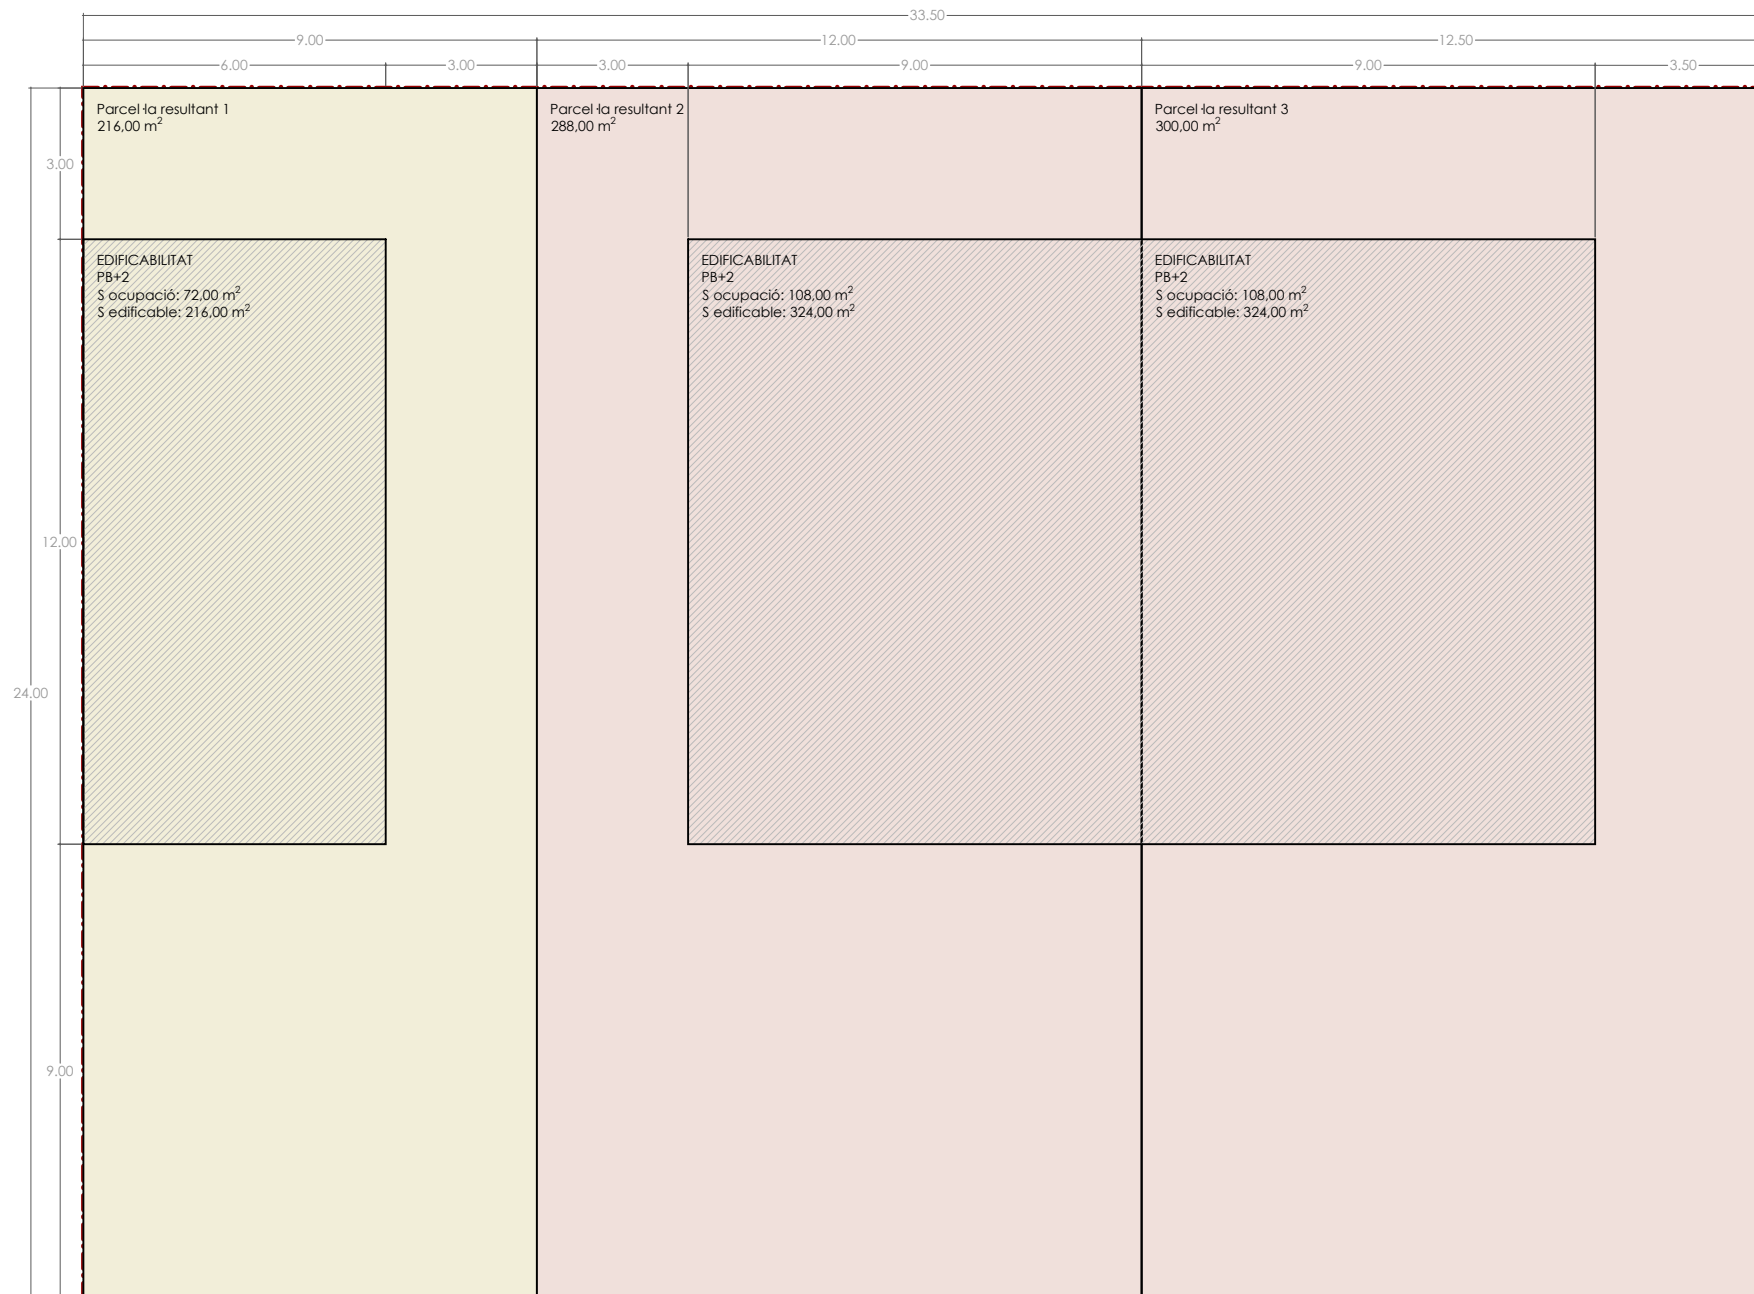 33.50
9.00
12.00
12.50
6.00
3.00
3.00
9.00
9.00
3.50
Parcel·la resultant 1
216,00 m²
Parcel·la resultant 2
288,00 m²
Parcel·la resultant 3
300,00 m²
3.00
EDIFICABILITAT
PB+2
S ocupació: 72,00 m²
S edificable: 216,00 m²
EDIFICABILITAT
PB+2
S ocupació: 108,00 m²
S edificable: 324,00 m²
EDIFICABILITAT
PB+2
S ocupació: 108,00 m²
S edificable: 324,00 m²
12.00
24.00
9.00